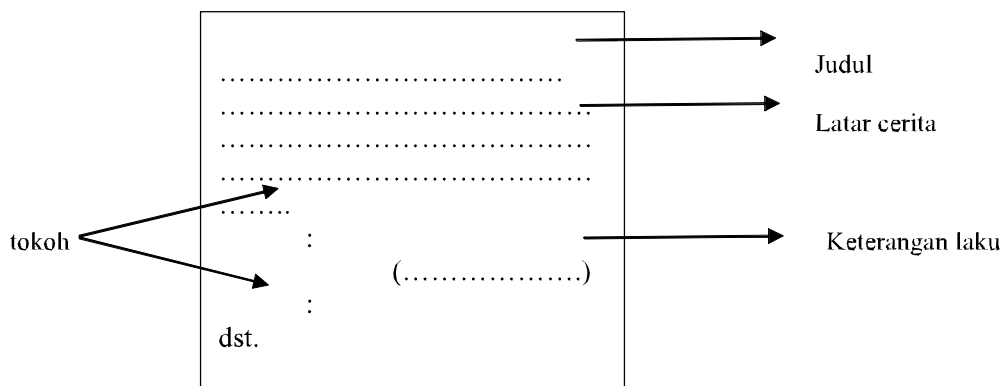 Judul
……………………………….
Latar cerita
………………………………….
………………………………….
………………………………….
……..
tokoh
:
Keterangan laku
(………………..)
:
dst.